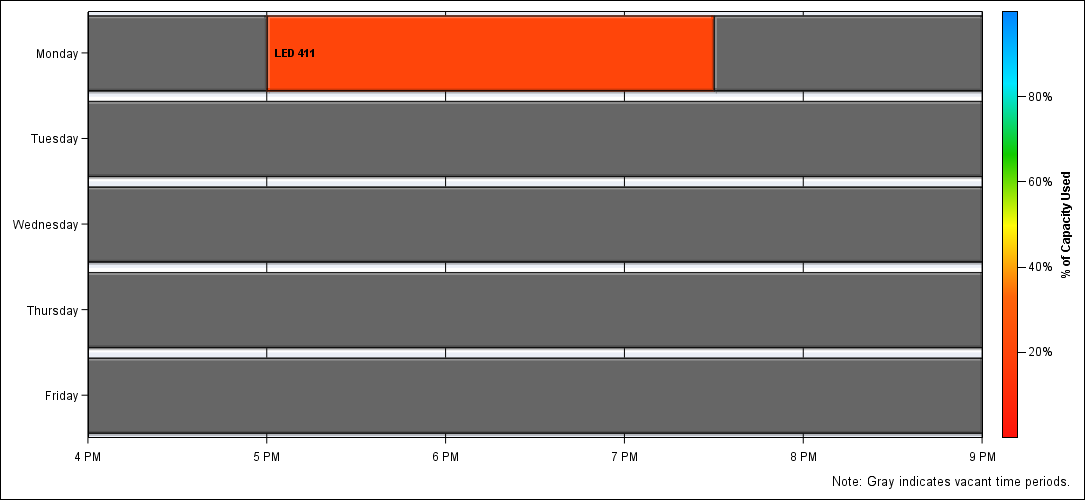 Monday
LED 411
Tuesday
Wednesday
Thursday
Friday
4 PM
5 PM
6 PM
7 PM
8 PM
9 PM
80%
60%
40%
20%
% of Capacity Used
Note: Gray indicates vacant time periods.